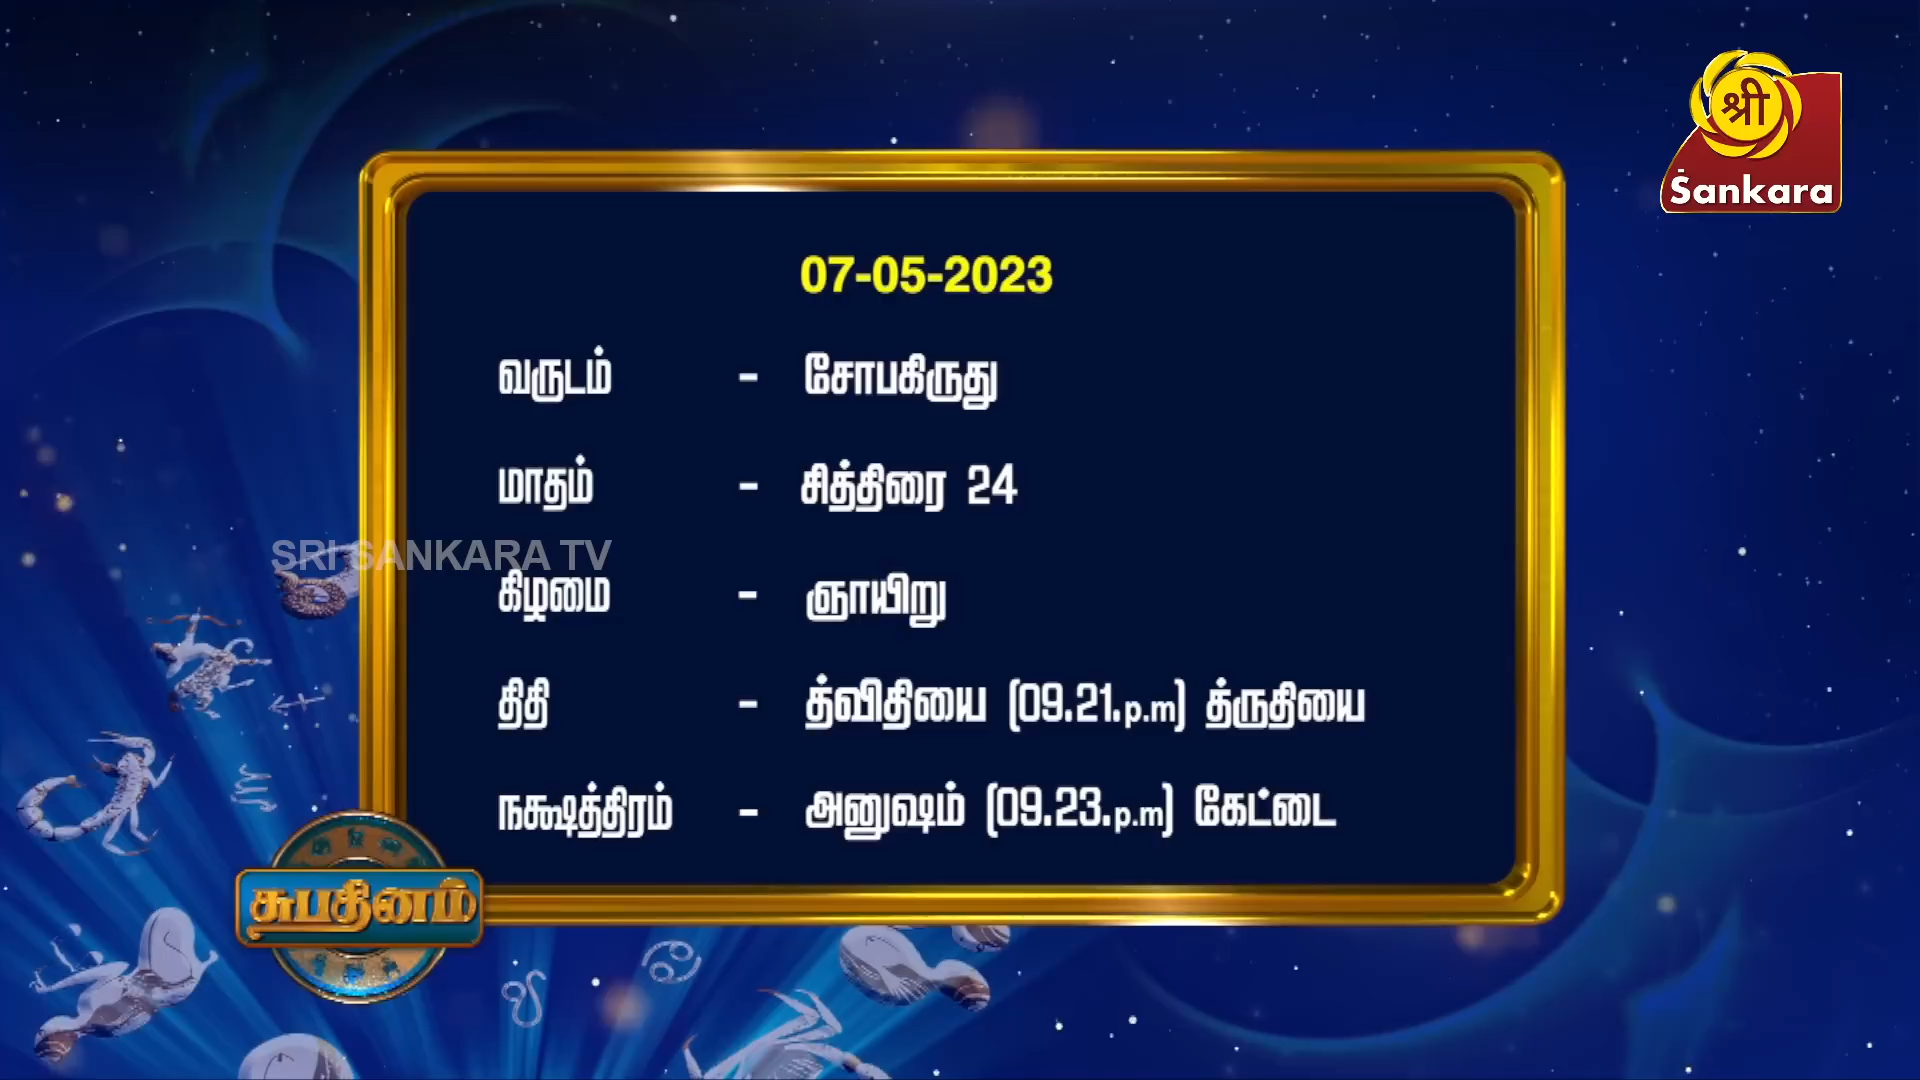 श्री
Sankara
07-05-2023
வருடம் - சோபகிருது
மாதம் - சித்திரை 24
SRI SANKARA TV
கிழமை - ஞாயிறு
திதி - த்விதியை (09.21.p.m) த்ருதியை
நக்ஷத்திரம் - அனுஷம் (09.23.p.m) கேட்டை
சுபதினம்